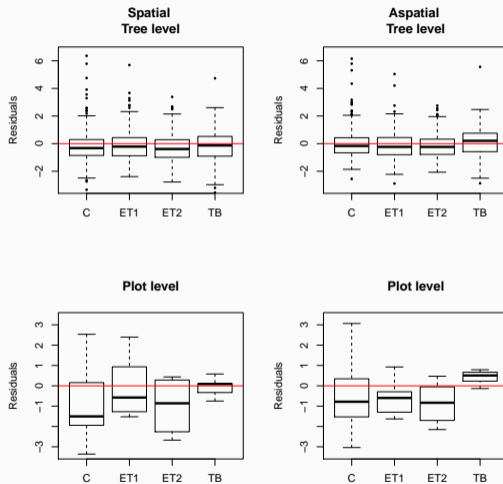 Spatial
Tree level
Residuals
6
4
2
0
−2
C ET1 ET2 TB
Aspatial
Tree level
Residuals
6
4
2
0
−2
C ET1 ET2 TB
Plot level
Residuals
3
2
1
0
−1
−3
C ET1 ET2 TB
Plot level
Residuals
3
2
1
0
−1
−3
C ET1 ET2 TB